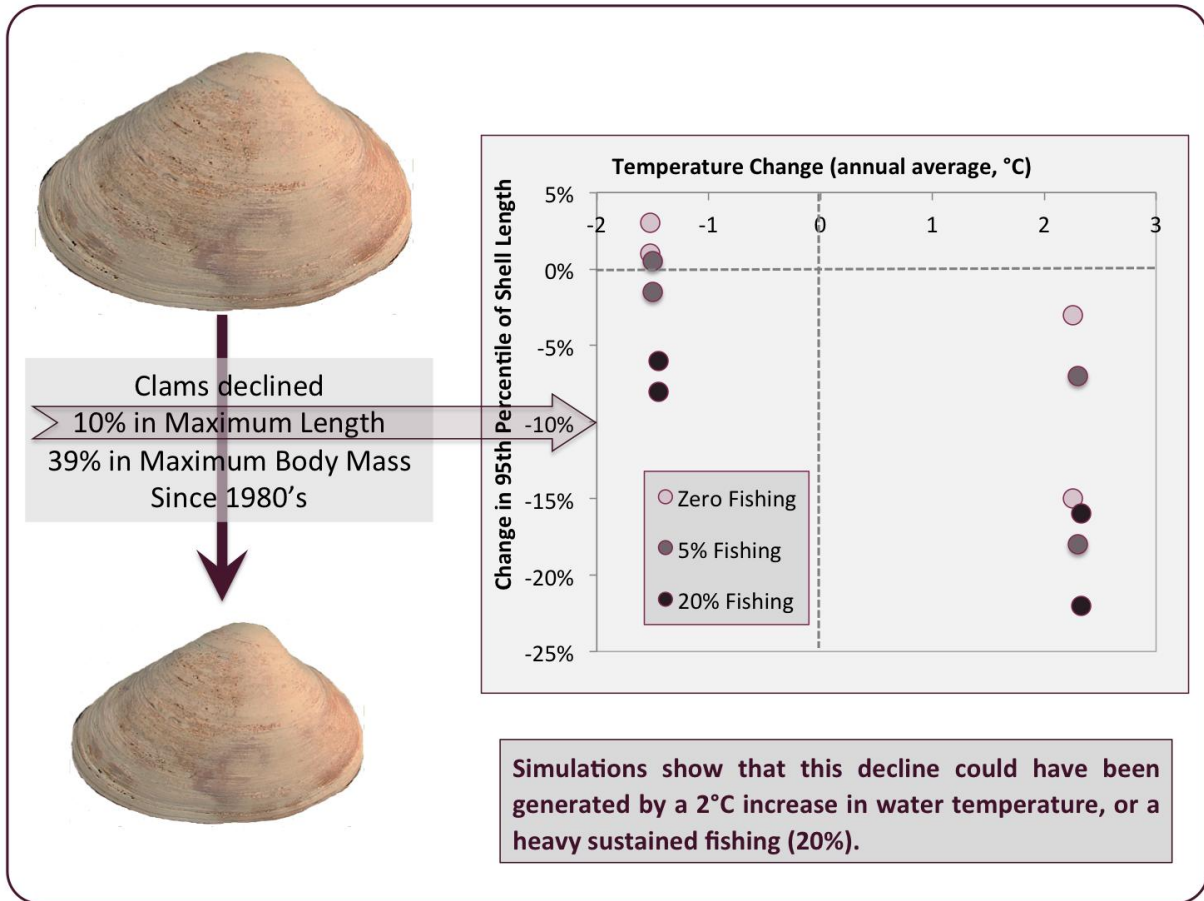 Clams declined
10% in Maximum Length
39% in Maximum Body Mass
Since 1980's
Temperature Change (annual average, °C)
Change in 95th Percentile of Shell Length
5%
0%
-5%
-10%
-15%
-20%
-25%
-2
-1
0
1
2
3
Zero Fishing
5% Fishing
20% Fishing
Simulations show that this decline could have been
generated by a 2°C increase in water temperature, or a
heavy sustained fishing (20%).